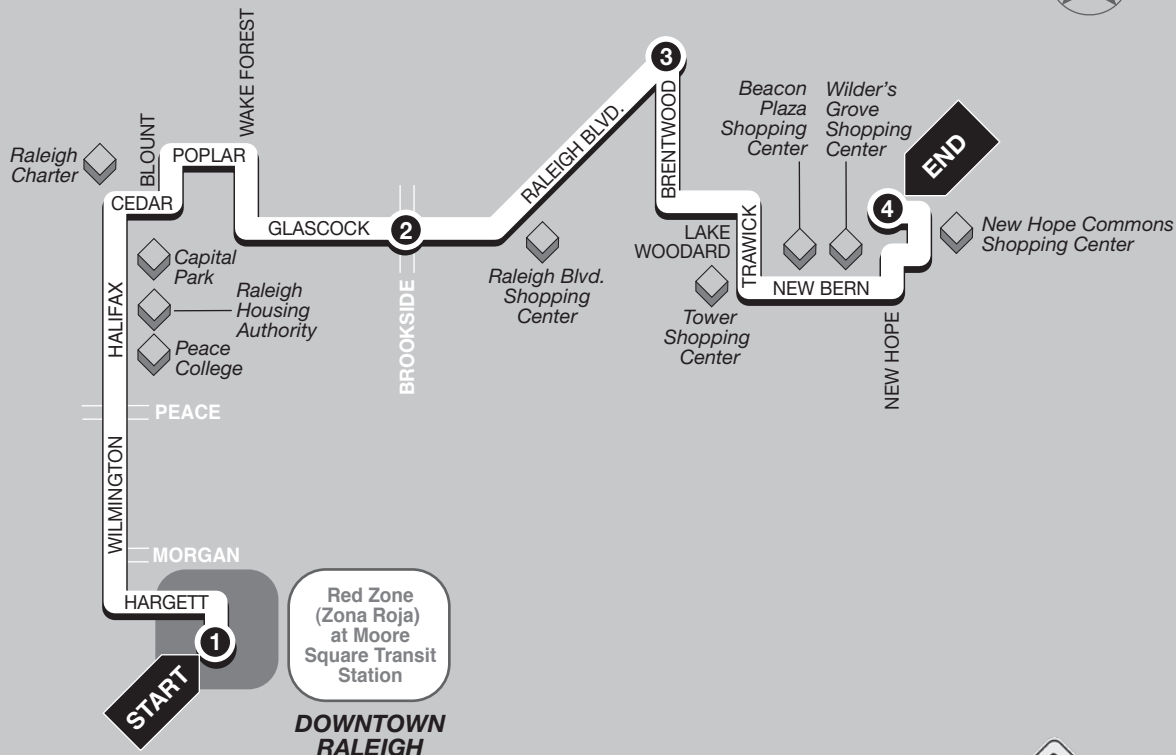 WAKE FOREST
BLOUNT
Raleigh
Charter
POPLAR
CEDAR
GLASCOCK
2
BROOKSIDE
RALEIGH BLVD.
3
BRENTWOOD
Beacon
Plaza
Shopping
Center
Wilder's
Grove
Shopping
Center
END
4
New Hope Commons
Shopping Center
Capital
Park
Raleigh
Housing
Authority
Peace
College
HALIFAX
Raleigh Blvd.
Shopping
Center
LAKE
WOODARD
TRAWICK
Tower
Shopping
Center
NEW BERN
NEW HOPE
PEACE
WILMINGTON
MORGAN
HARGETT
1
START
Red Zone
(Zona Roja)
at Moore
Square Transit
Station
DOWNTOWN
RALEIGH